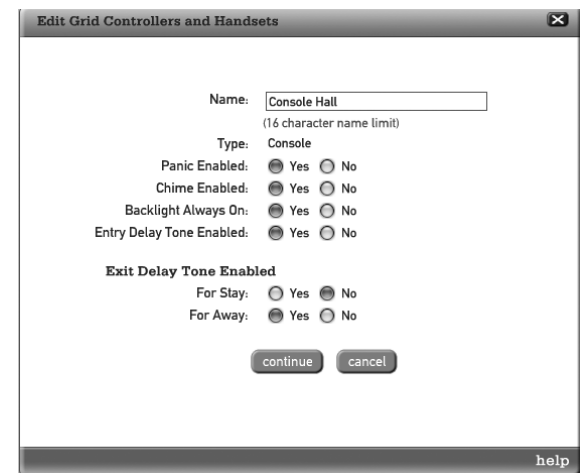 Edit Grid Controllers and Handsets
Name: Console Hall
(16 character name limit)
Type: Console
Panic Enabled: Yes No
Chime Enabled: Yes No
Backlight Always On: Yes No
Entry Delay Tone Enabled: Yes No
Exit Delay Tone Enabled
For Stay: Yes No
For Away: Yes No
continue cancel
help